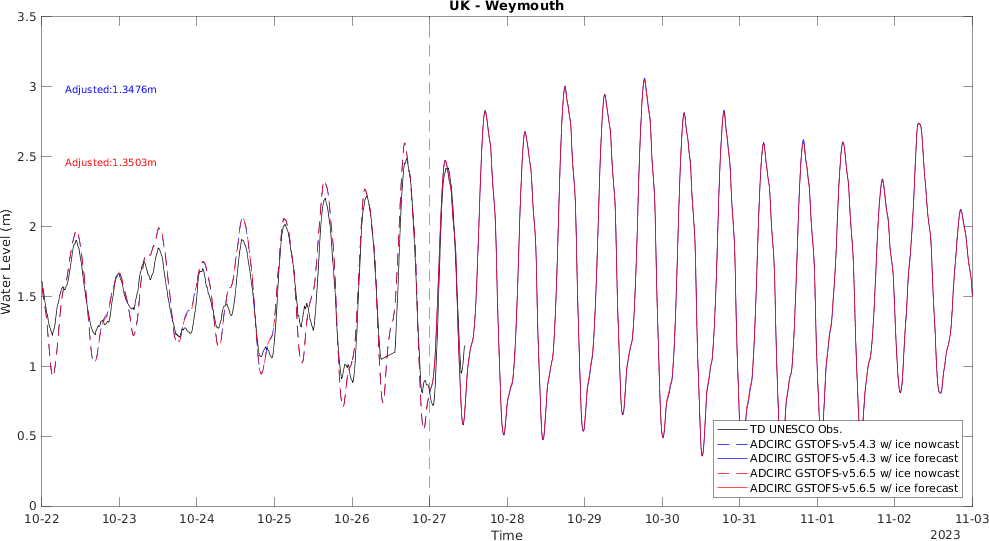 UK - Weymouth
3.5
3
2.5
2
1.5
1
0.5
0
Water Level (m)
Adjusted:1.3476m
Adjusted:1.3503m
TD UNESCO Obs.
ADCIRC GSTOFS-v5.4.3 w/ ice nowcast
ADCIRC GSTOFS-v5.4.3 w/ ice forecast
ADCIRC GSTOFS-v5.6.5 w/ ice nowcast
ADCIRC GSTOFS-v5.6.5 w/ ice forecast
10-22 10-23 10-24 10-25 10-26 10-27 10-28 10-29 10-30 10-31 11-01 11-02 11-03
Time
2023